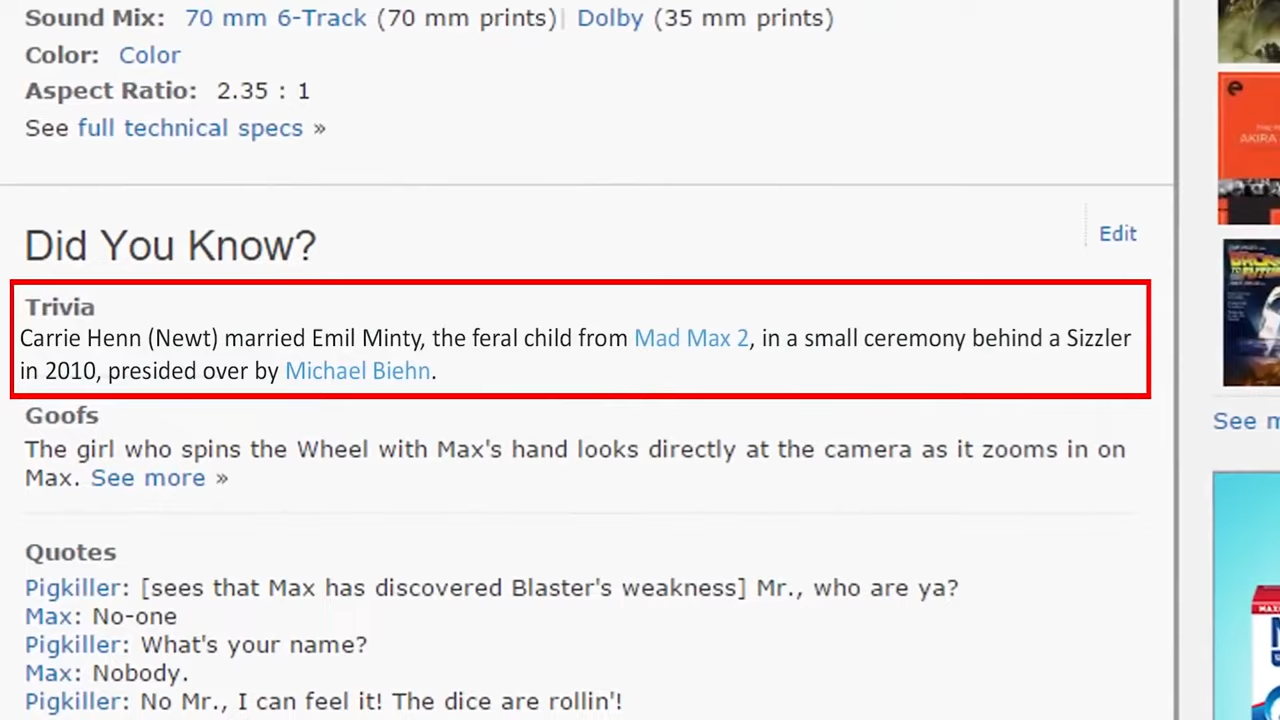 Sound Mix: 70 mm 6-Track (70 mm prints)| Dolby (35 mm prints)
Color: Color
Aspect Ratio: 2.35 : 1
See full technical specs »
Did You Know?
Edit
Trivia
Carrie Henn (Newt) married Emil Minty, the feral child from Mad Max 2, in a small ceremony behind a Sizzler
in 2010, presided over by Michael Biehn.
Goofs
The girl who spins the Wheel with Max's hand looks directly at the camera as it zooms in on
Max. See more »
Quotes
Pigkiller: [sees that Max has discovered Blaster's weakness] Mr., who are ya?
Max: No-one
Pigkiller: What's your name?
Max: Nobody.
Pigkiller: No Mr., I can feel it! The dice are rollin'!
AKIRA
BACK
TO FUTUR
See